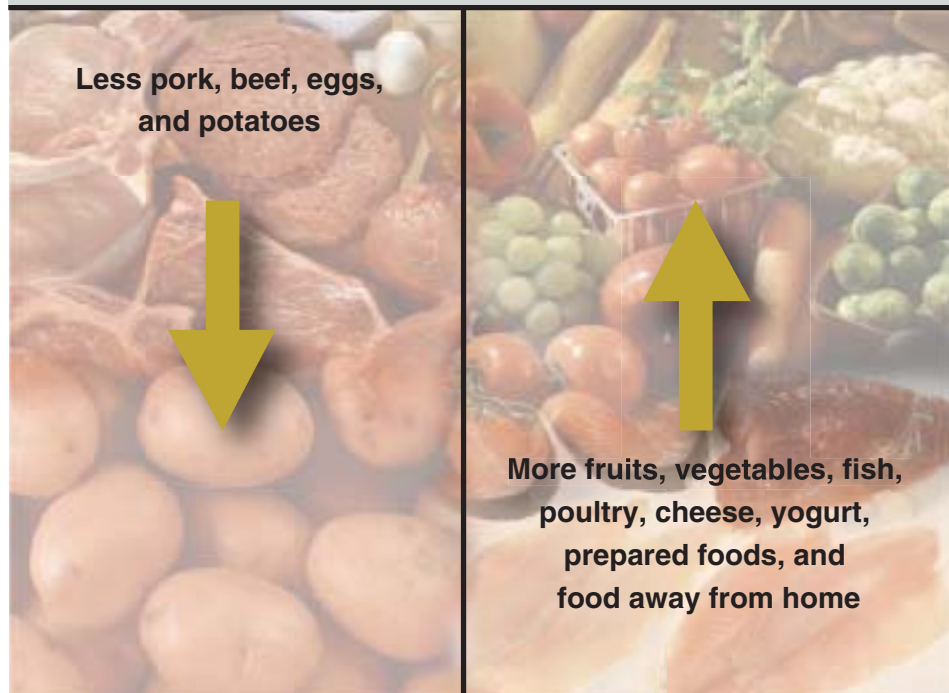 Less pork, beef, eggs,
and potatoes
More fruits, vegetables, fish,
poultry, cheese, yogurt,
prepared foods, and
food away from home